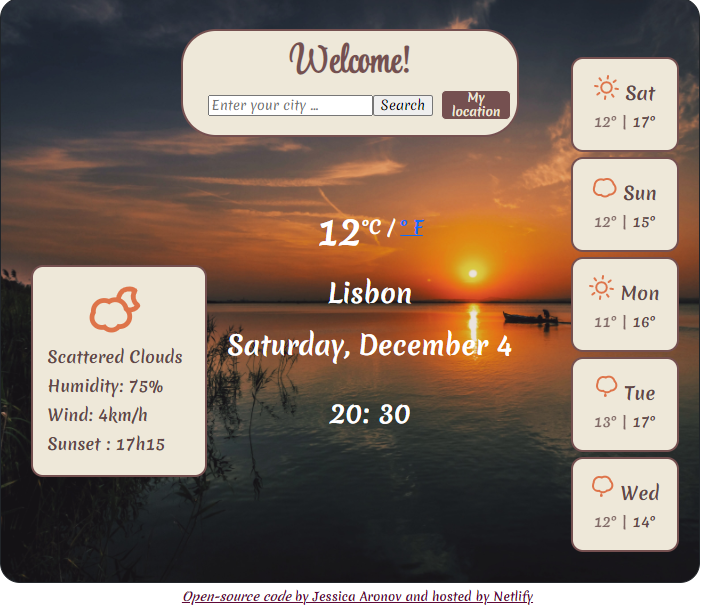 Welcome!
Enter your city ...
Search
My
location
12°C / ° F
Lisbon
Saturday, December 4
20: 30
Scattered Clouds
Humidity: 75%
Wind: 4km/h
Sunset : 17h15
Sat
12° | 17°
Sun
12° | 15°
Mon
11° | 16°
Tue
13° | 17°
Wed
12° | 14°
Open-source code by Jessica Aronov and hosted by Netlify